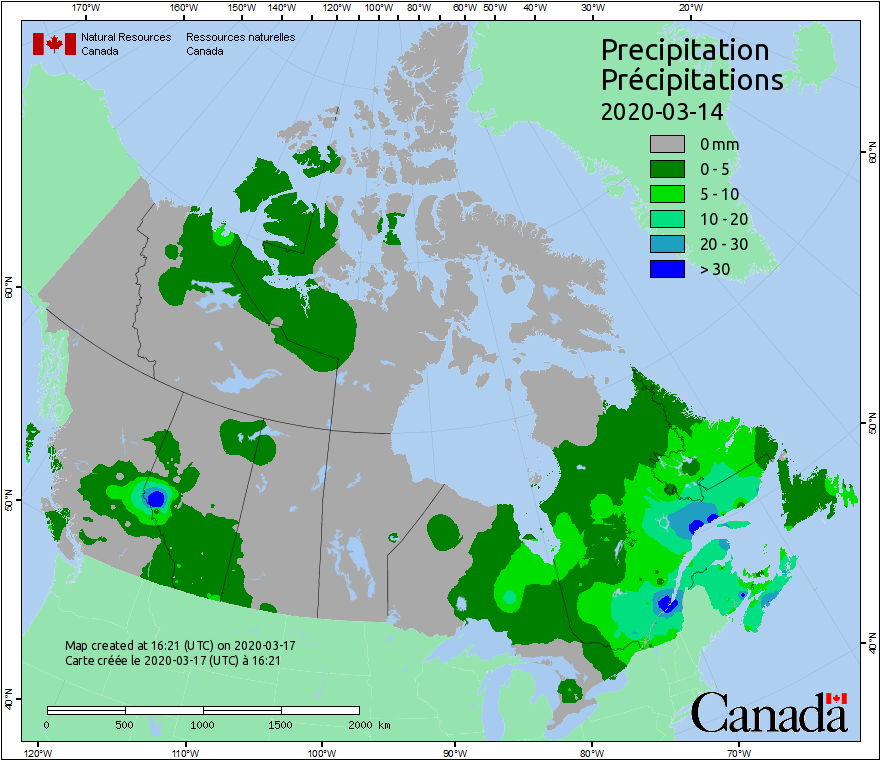 170°W 160°W 150°W 140°W 120°W 100°W 80°W 60°W 50°W 40°W 30°W 20°W
Natural Resources Ressources naturelles
Canada Canada
Precipitation
Précipitations
2020-03-14
0 mm
0 - 5
5 - 10
10 - 20
20 - 30
> 30
60°N
60°N
50°N
50°N
40°N
40°N
Map created at 16:21 (UTC) on 2020-03-17
Carte créée le 2020-03-17 (UTC) à 16:21
0 500 1000 1500 2000 km
Canada
120°W 110°W 100°W 90°W 80°W 70°W